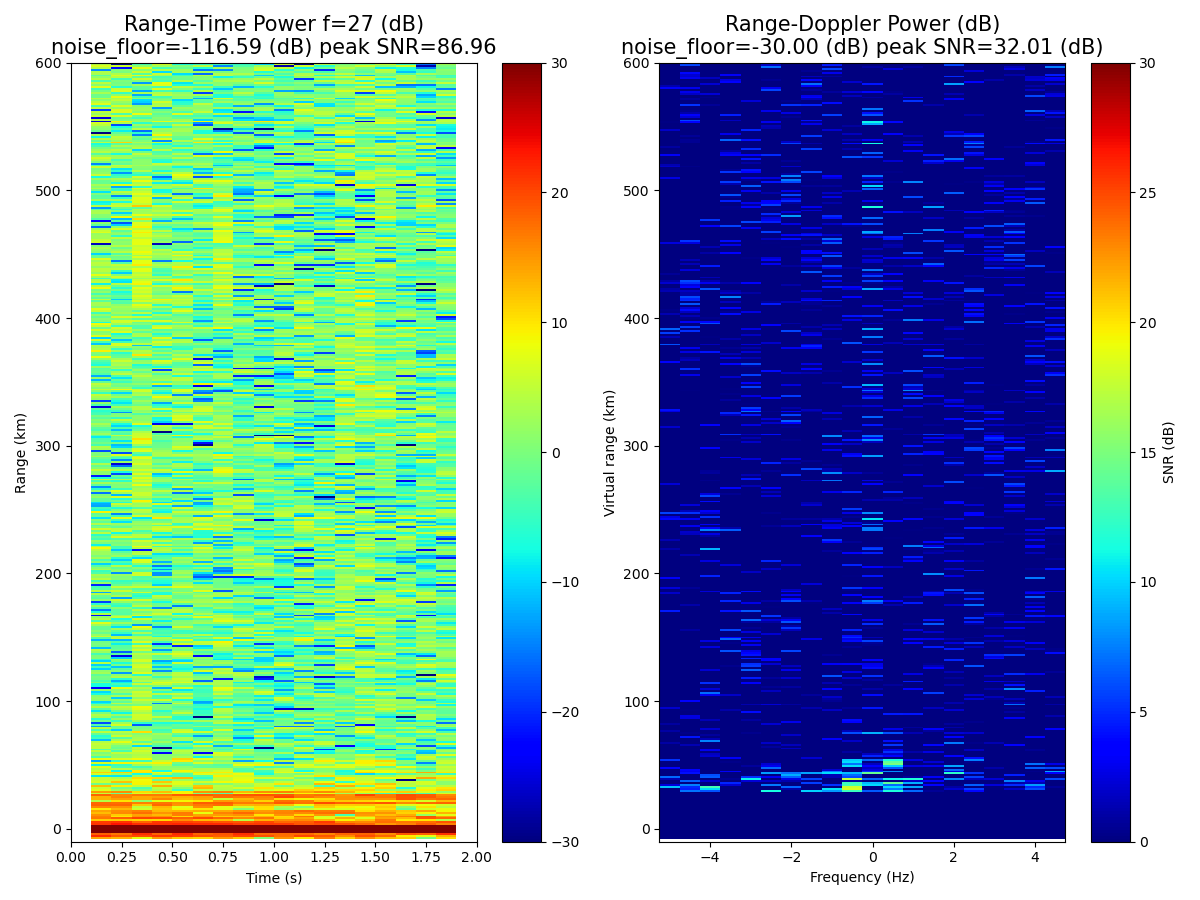 Range-Time Power f=27 (dB)
noise_floor=-116.59 (dB) peak SNR=86.96
600
500
400
300
200
100
0
Range (km)
0.00 0.25 0.50 0.75 1.00 1.25 1.50 1.75 2.00
Time (s)
30
20
10
0
−10
−20
−30
Range-Doppler Power (dB)
noise_floor=-30.00 (dB) peak SNR=32.01 (dB)
600
500
400
300
200
100
0
Virtual range (km)
−4 −2 0 2 4
Frequency (Hz)
30
25
20
15
10
5
0
SNR (dB)